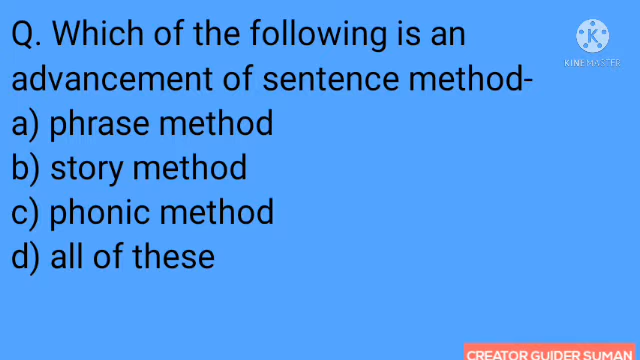 Q. Which of the following is an
advancement of sentence method-
a) phrase method
b) story method
c) phonic method
d) all of these
K
KINEMASTER
CREATOR GUIDER SUMAN